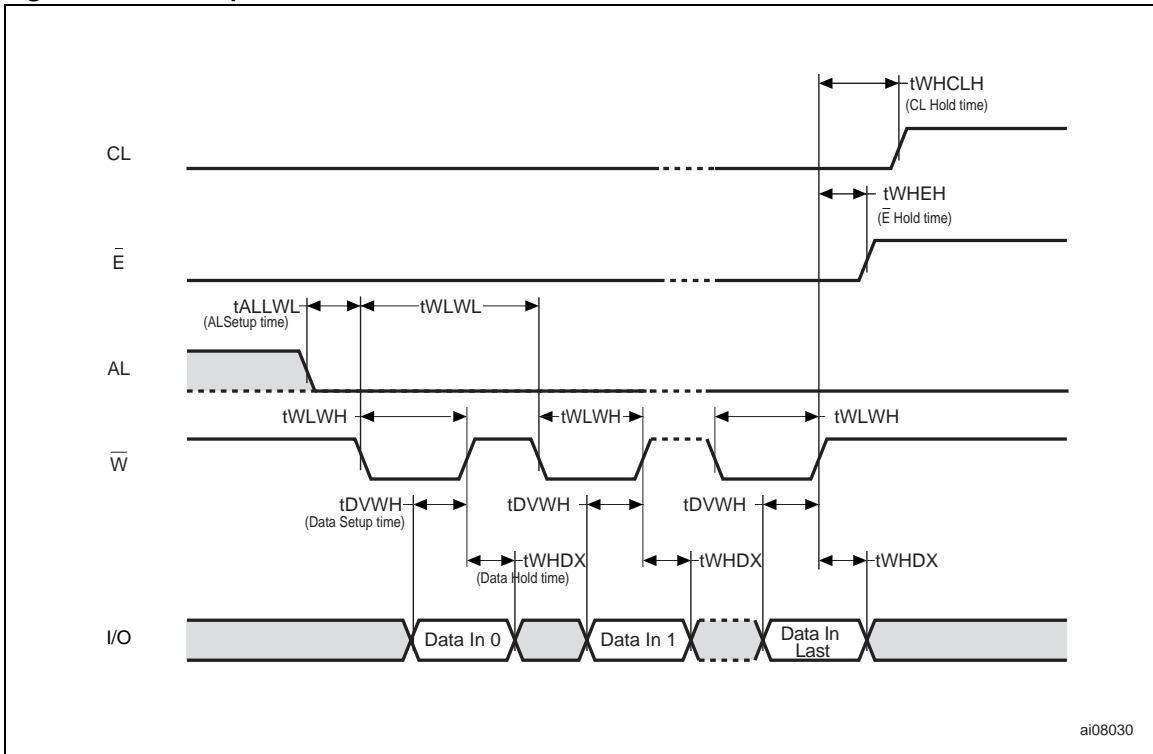 tWHCLH
(CL Hold time)
CL
tWHEH
(E̅ Hold time)
E̅
tALLWL
(ALSetup time)
tWLWL
AL
tWLWH
tWLWH
tWLWH
W̅
tDVWH
(Data Setup time)
tDVWH
tDVWH
tWHDX
(Data Hold time)
tWHDX
tWHDX
I/O
Data In 0
Data In 1
Data In
Last
ai08030